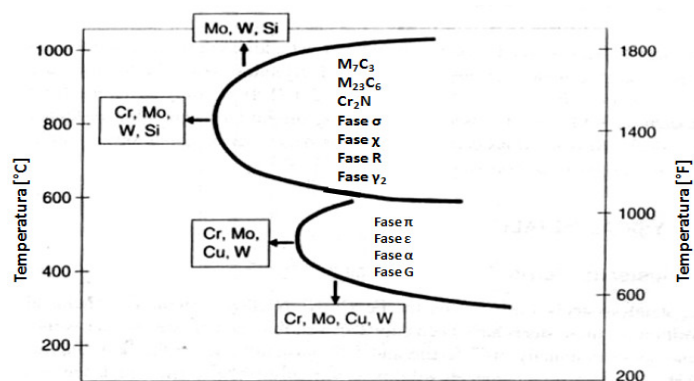 Mo, W, Si
Temperatura [°C]
1000
800
600
400
200
M₇C₃
M₂₃C₆
Cr₂N
Fase σ
Fase χ
Fase R
Fase γ₂
Cr, Mo,
W, Si
Cr, Mo,
Cu, W
Fase π
Fase ε
Fase α
Fase G
Cr, Mo, Cu, W
1800
1400
1000
600
200
Temperatura [°F]